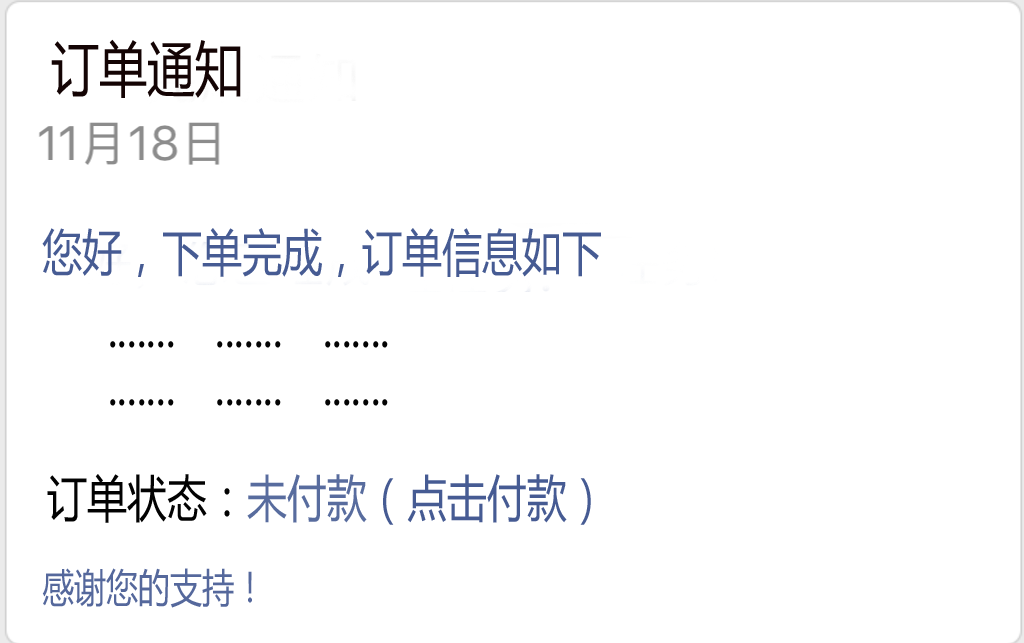 订单通知
11月18日
您好，下单完成，订单信息如下
....... ....... .......
....... ....... .......
订单状态：未付款（点击付款）
感谢您的支持！